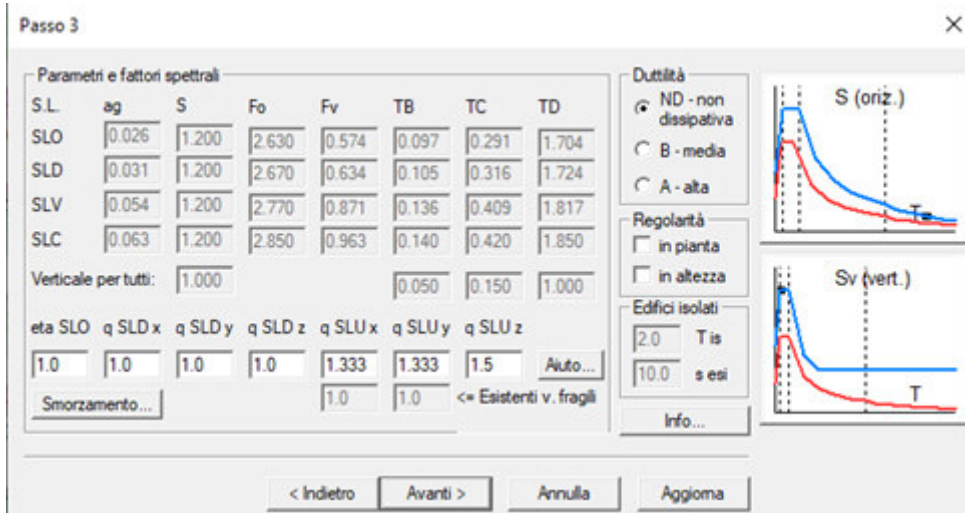 Passo 3
Parametri e fattori spettrali
S.L. ag S Fo Fv TB TC TD
SLO 0.026 1.200 2.630 0.574 0.097 0.291 1.704
SLD 0.031 1.200 2.670 0.634 0.105 0.316 1.724
SLV 0.054 1.200 2.770 0.871 0.136 0.409 1.817
SLC 0.063 1.200 2.850 0.963 0.140 0.420 1.850
Verticale per tutti: 1.000 0.050 0.150 1.000
eta SLO q SLD x q SLD y q SLD z q SLU x q SLU y q SLU z
1.0 1.0 1.0 1.0 1.333 1.333 1.5 Aiuto...
Smorzamento... 1.0 1.0 <= Esistenti v. fragili
Duttilità
ND - non
dissipativa
B - media
A - alta
Regolarità
in pianta
in altezza
Edifici isolati
2.0 T is
10.0 s esi
Info...
S (oriz.)
Sv (vert.)
T
< Indietro Avanti > Annulla Aggiorna